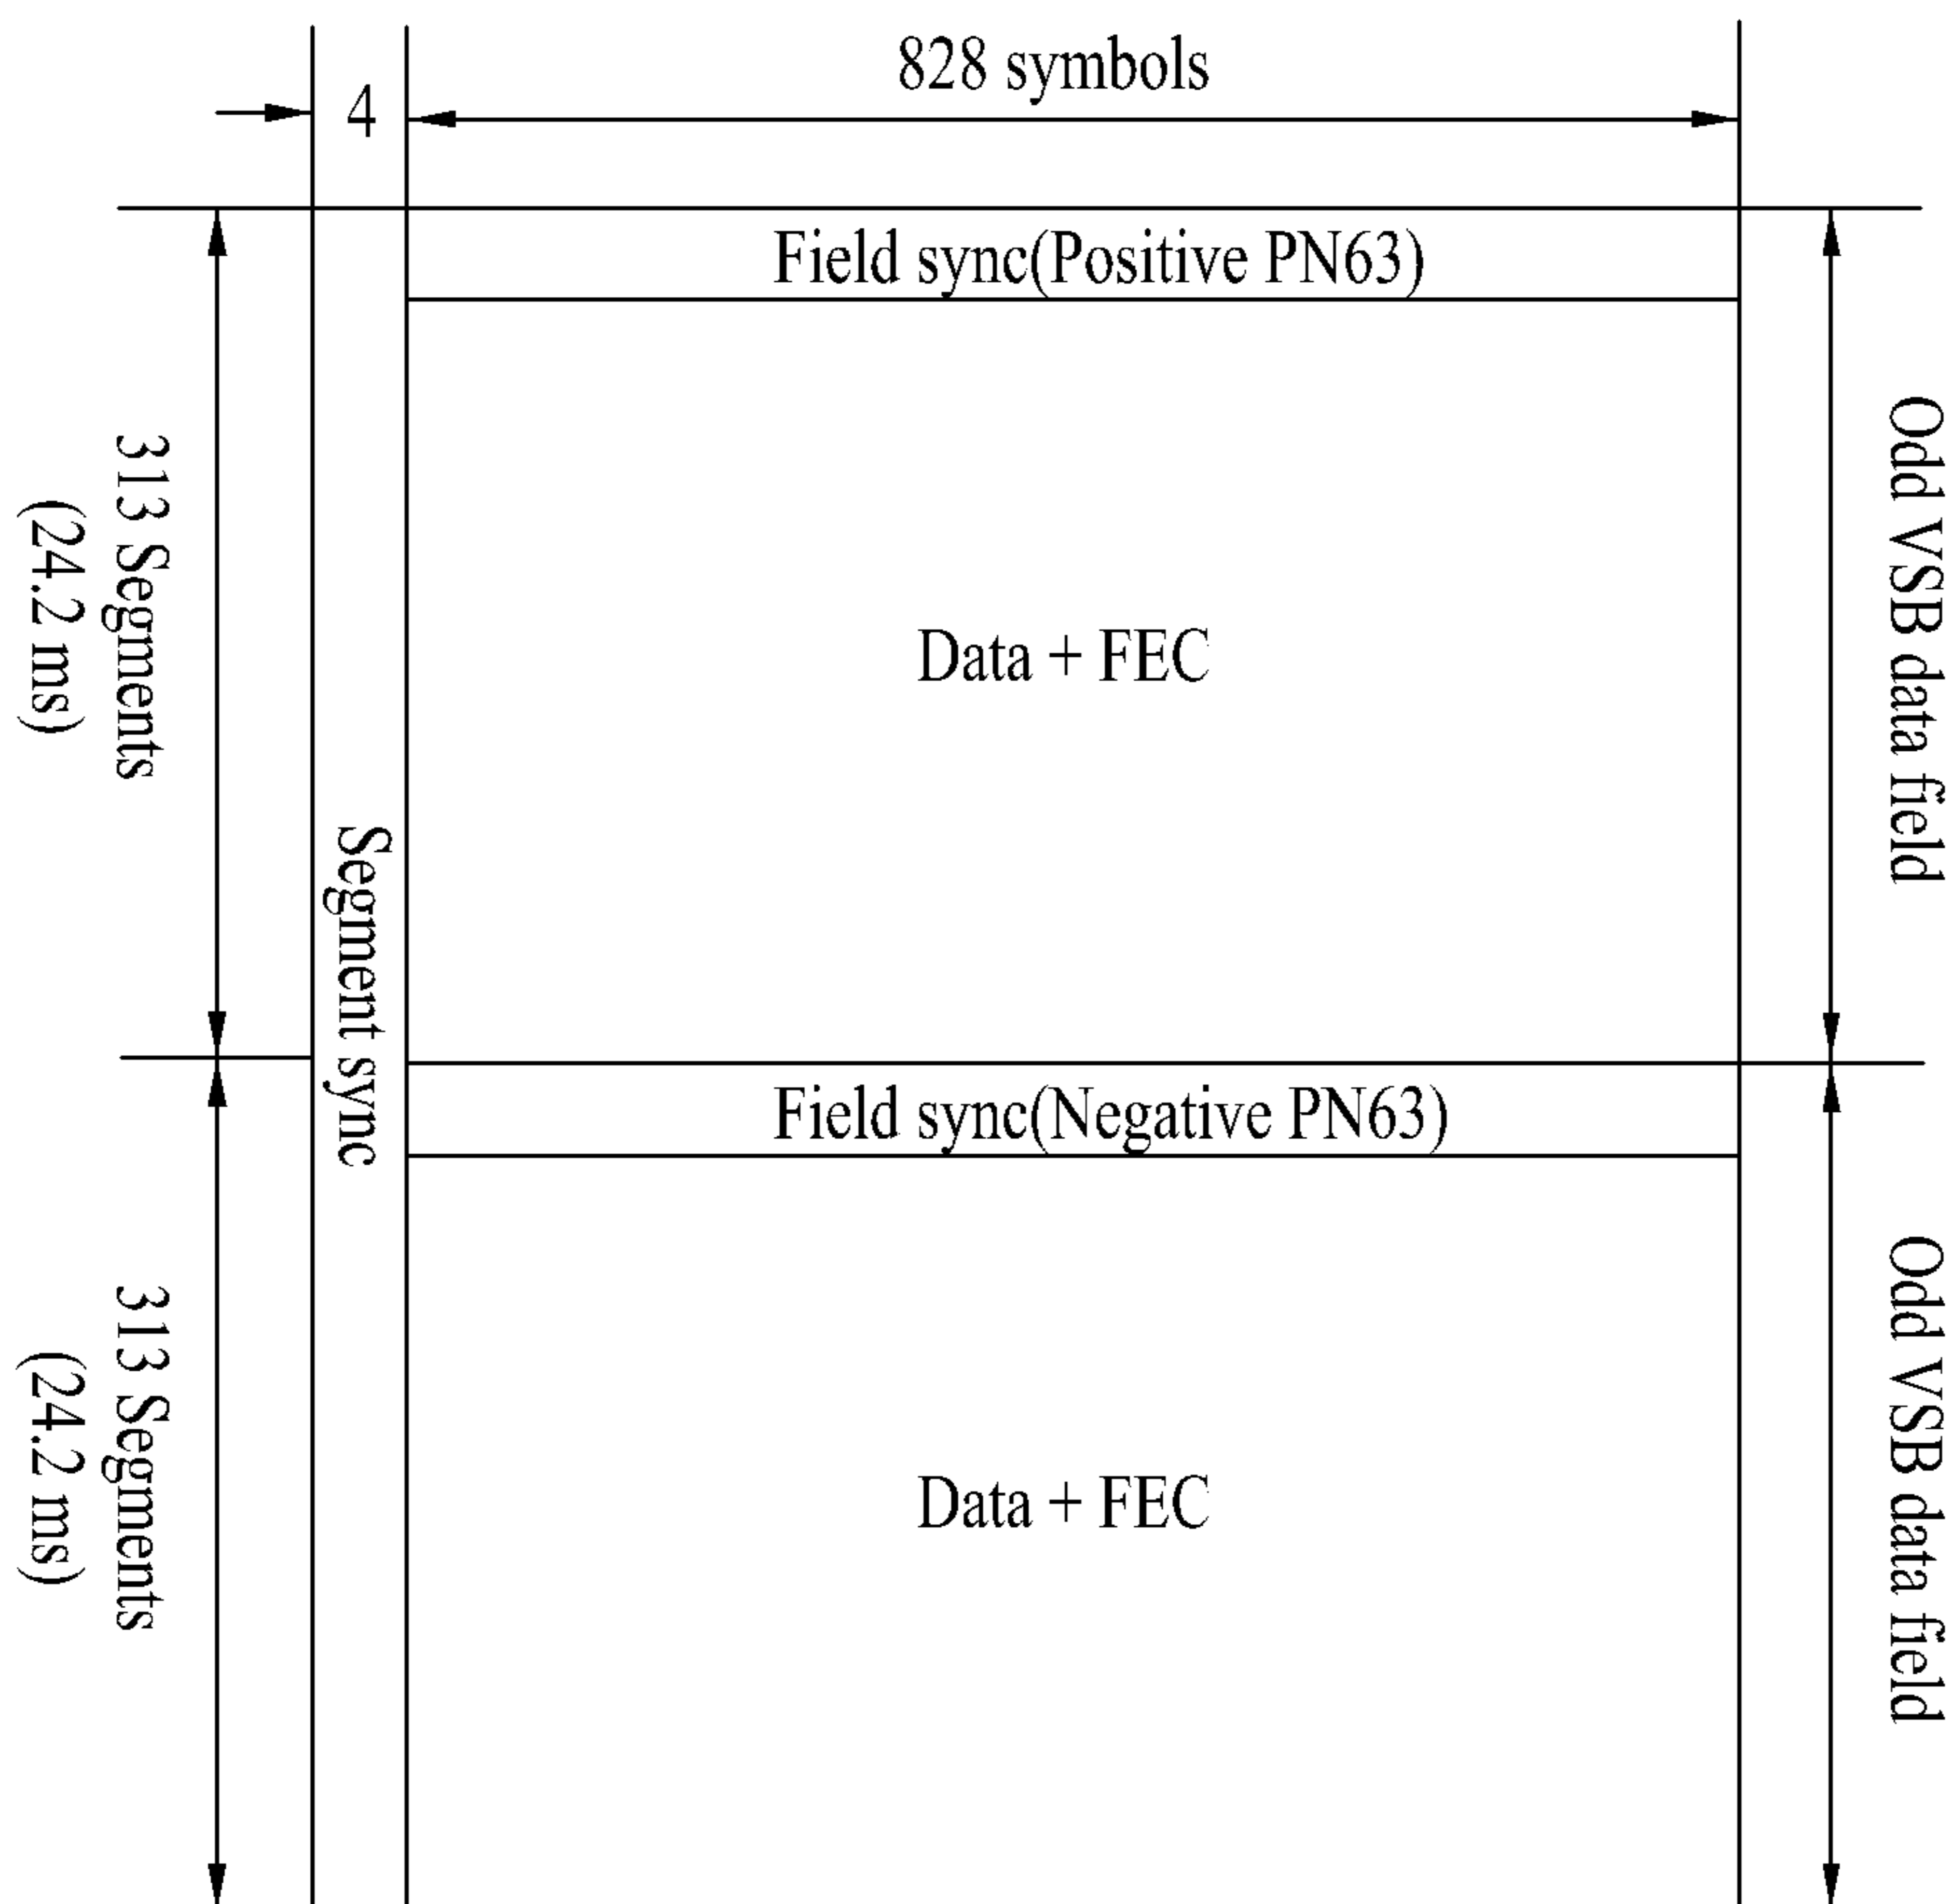 828 symbols
4
Field sync(Positive PN63)
313 Segments
(24.2 ms)
Data + FEC
Odd VSB data field
Segment sync
Field sync(Negative PN63)
313 Segments
(24.2 ms)
Data + FEC
Odd VSB data field